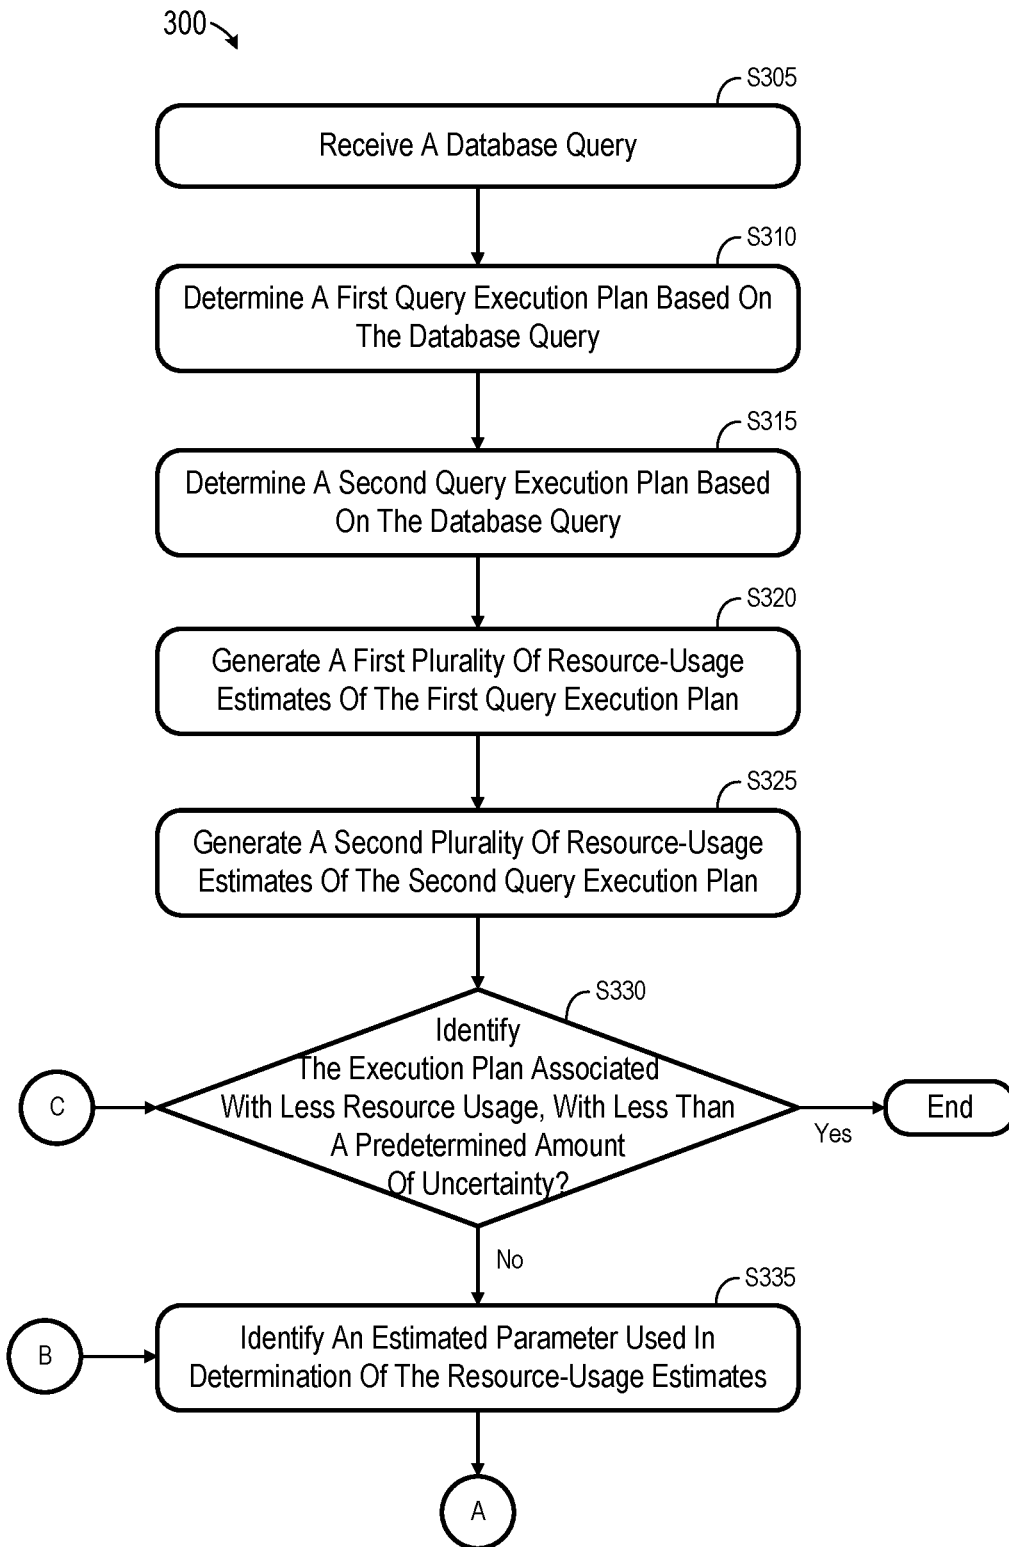 300
S305
Receive A Database Query
S310
Determine A First Query Execution Plan Based On
The Database Query
S315
Determine A Second Query Execution Plan Based
On The Database Query
S320
Generate A First Plurality Of Resource-Usage
Estimates Of The First Query Execution Plan
S325
Generate A Second Plurality Of Resource-Usage
Estimates Of The Second Query Execution Plan
S330
Identify
The Execution Plan Associated
With Less Resource Usage, With Less Than
A Predetermined Amount
Of Uncertainty?
C
End
Yes
No
S335
Identify An Estimated Parameter Used In
Determination Of The Resource-Usage Estimates
B
A